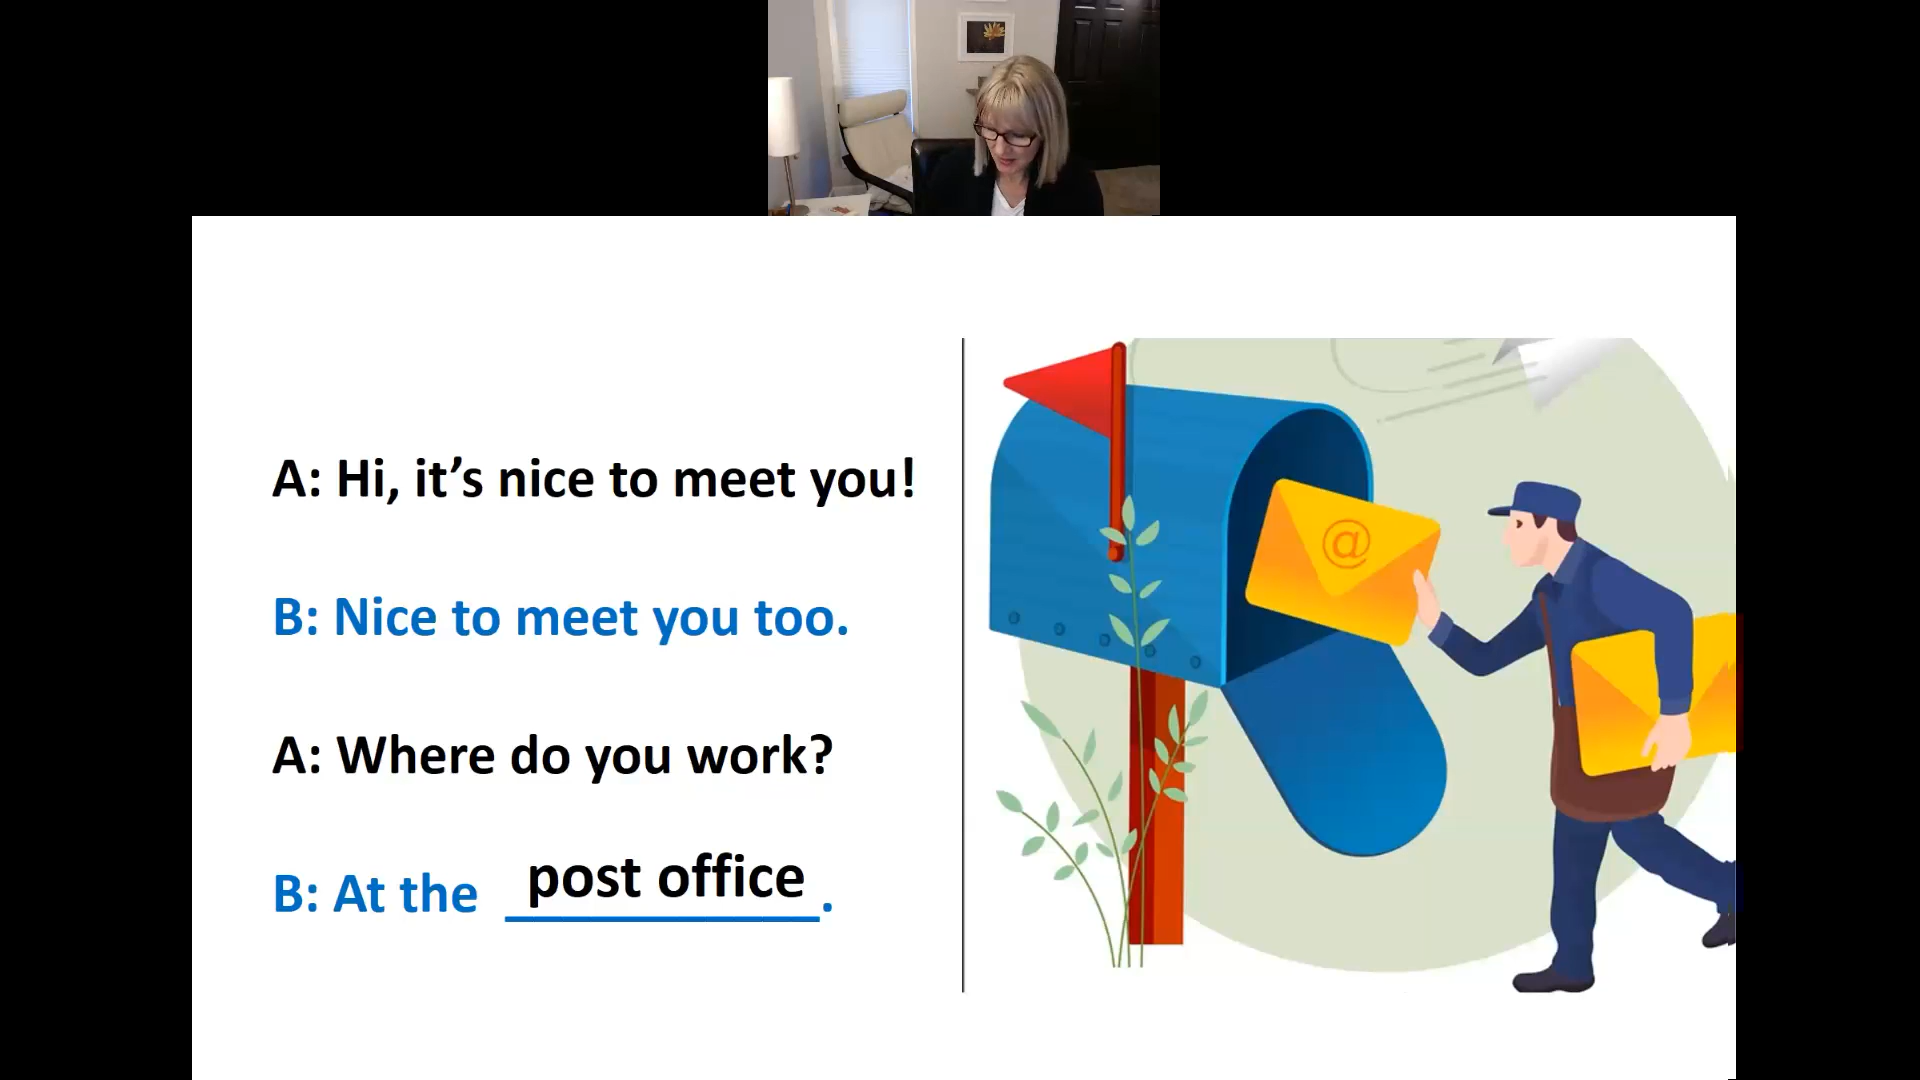 A: Hi, it’s nice to meet you!
B: Nice to meet you too.
A: Where do you work?
B: At the post office.
@